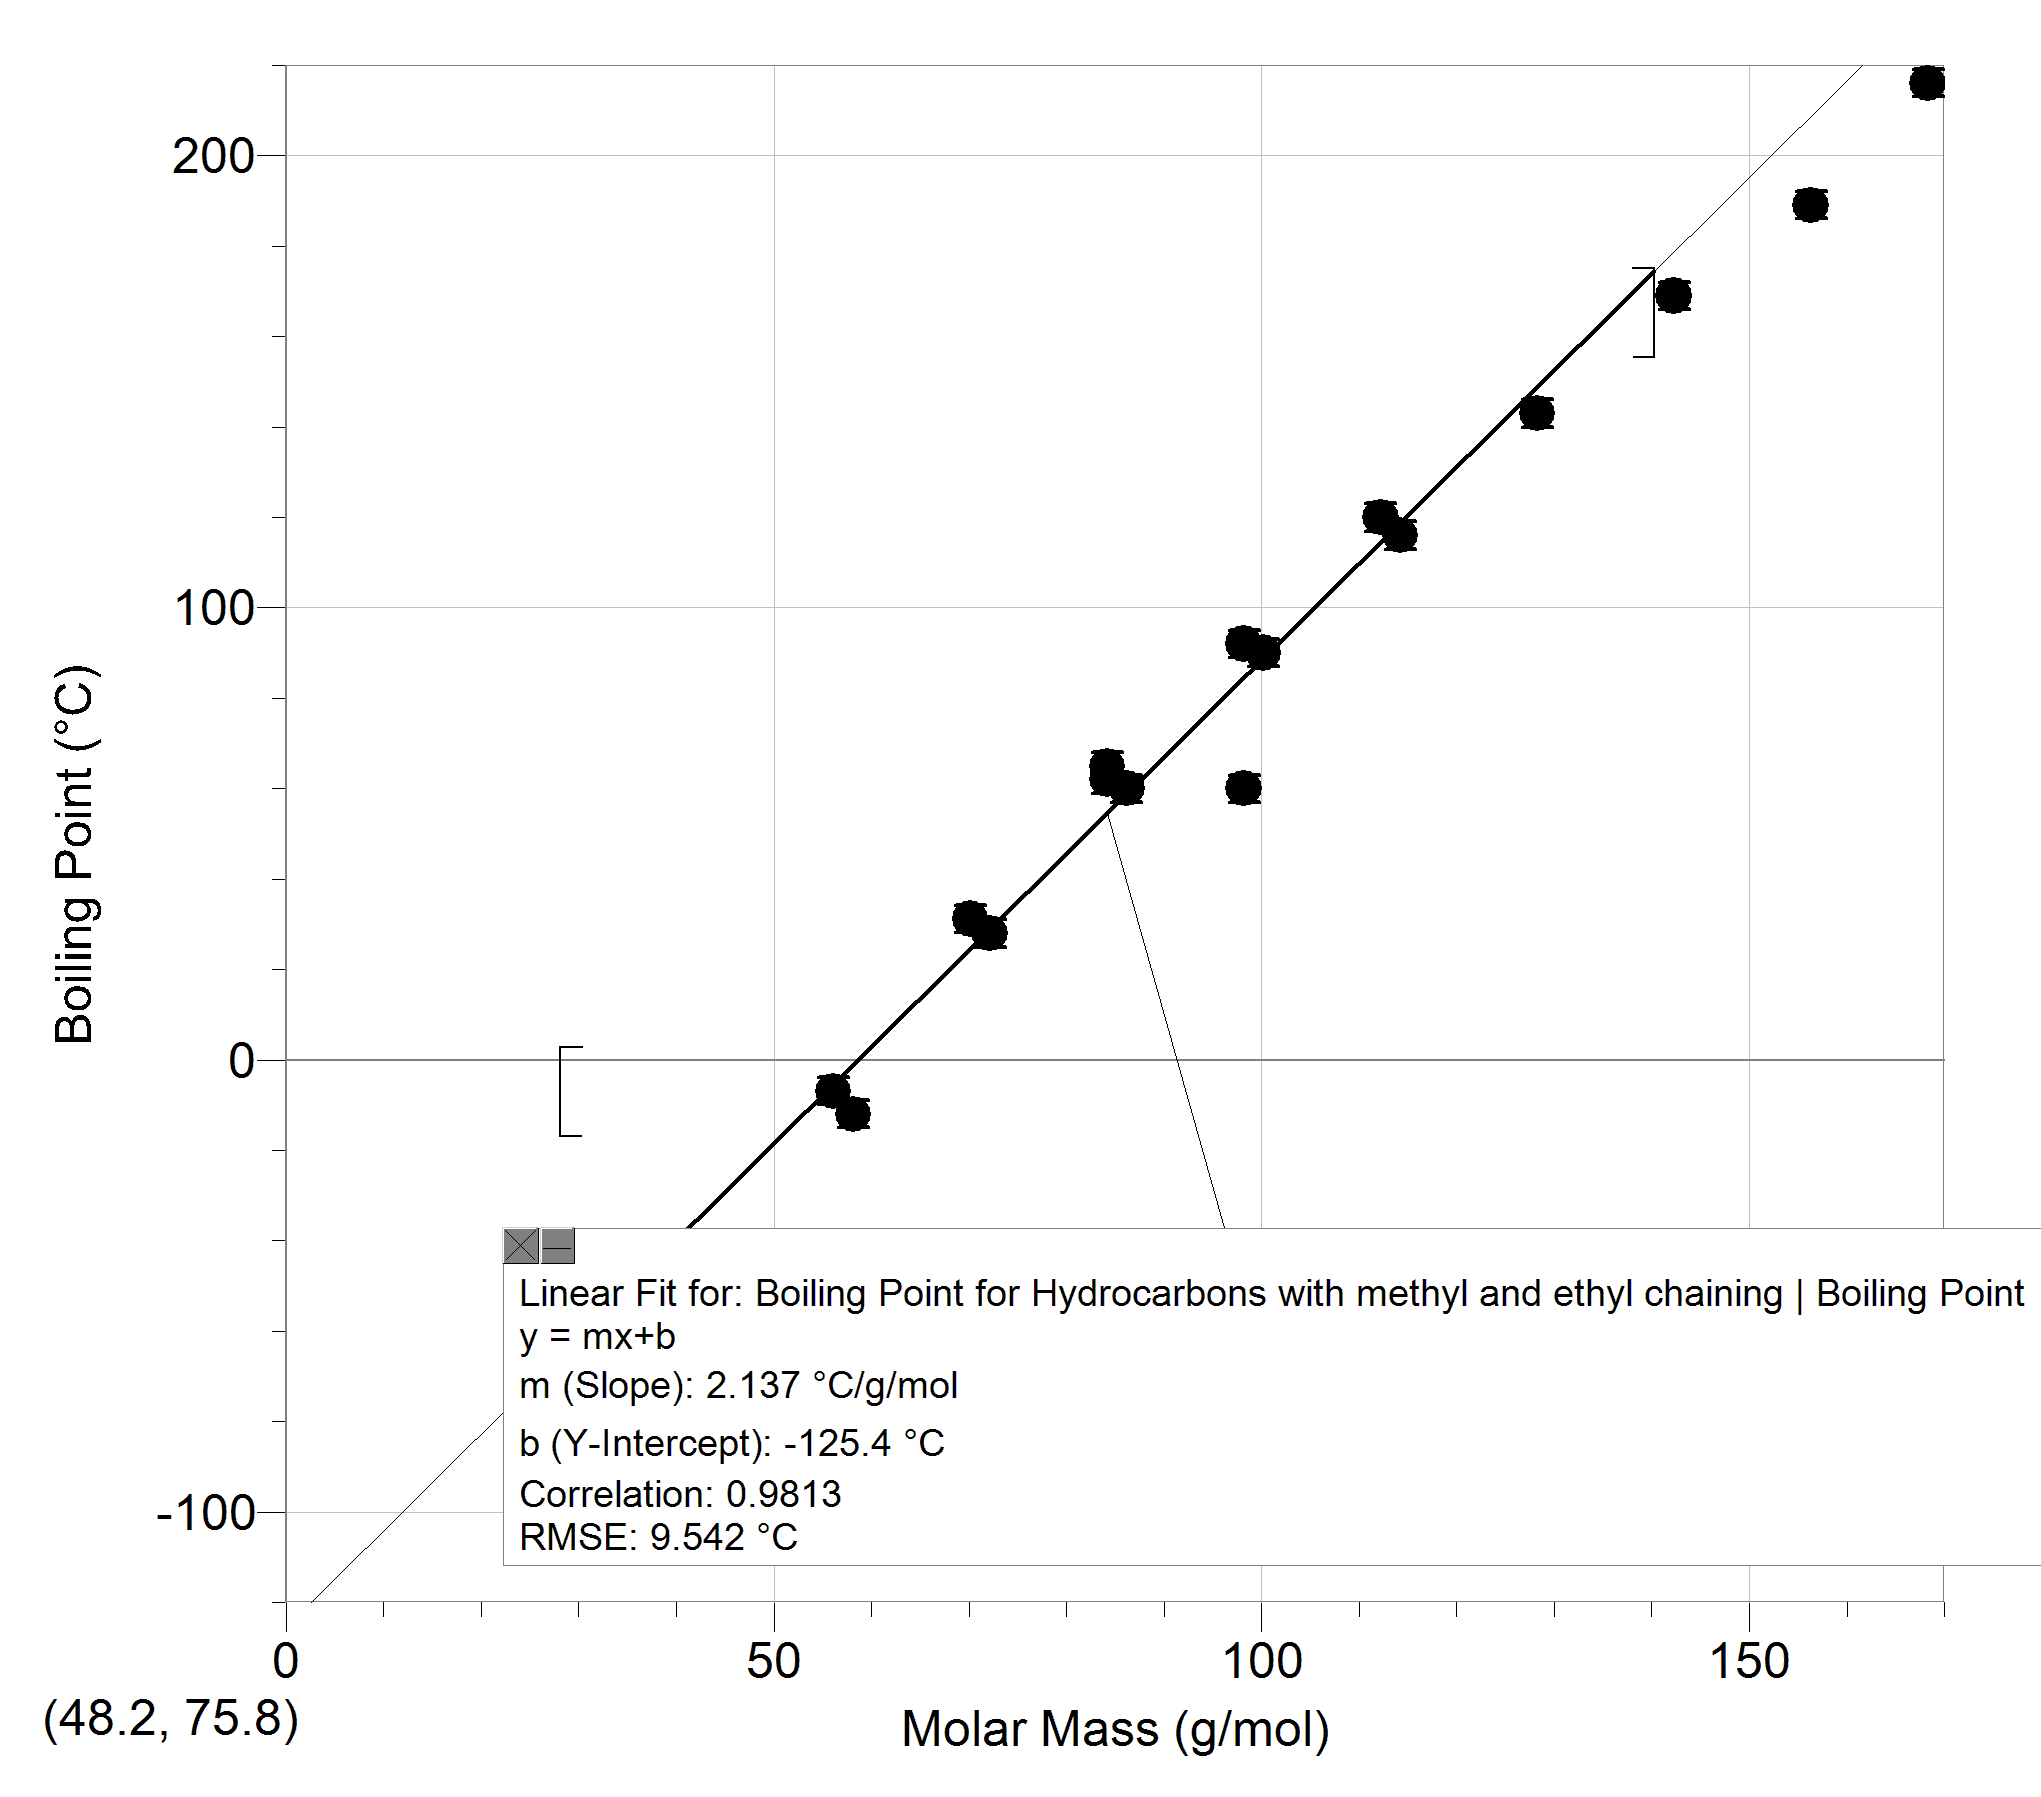 200
100
0
-100
Boiling Point (°C)
Linear Fit for: Boiling Point for Hydrocarbons with methyl and ethyl chaining | Boiling Point
y = mx+b
m (Slope): 2.137 °C/g/mol
b (Y-Intercept): -125.4 °C
Correlation: 0.9813
RMSE: 9.542 °C
0 50 100 150
(48.2, 75.8)
Molar Mass (g/mol)